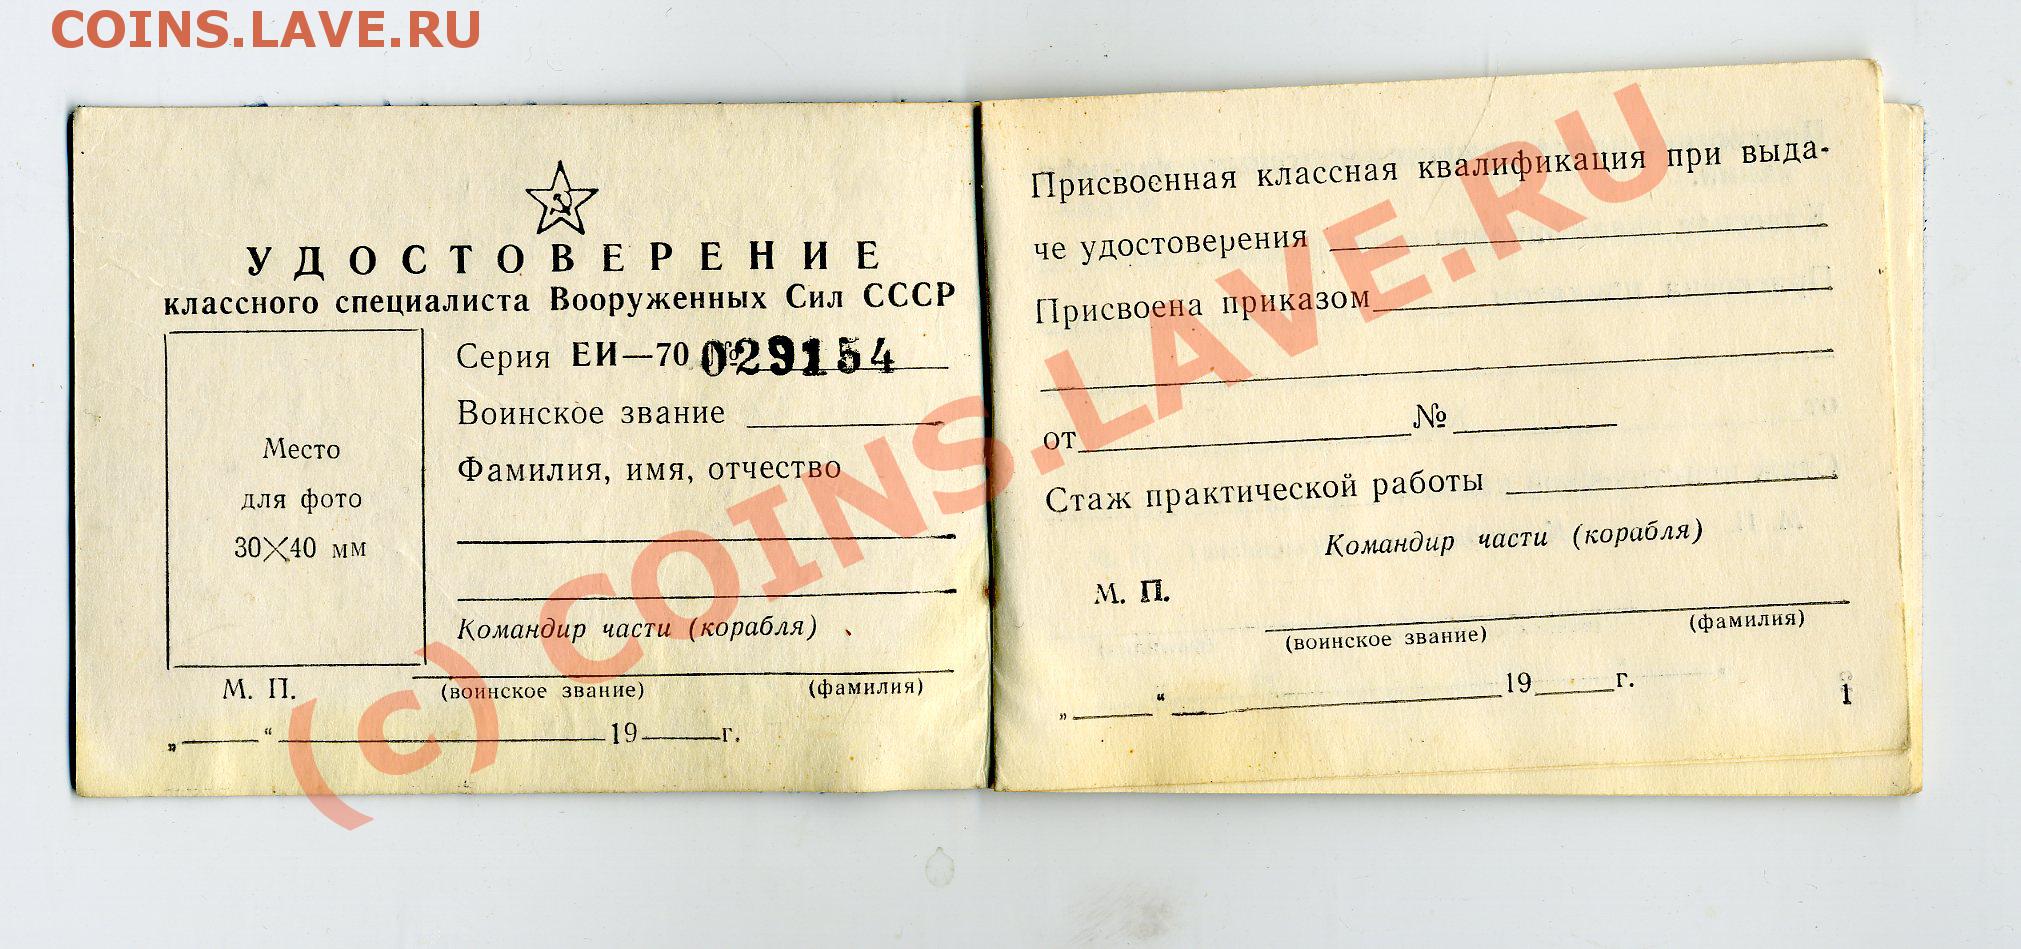 COINS.LAVE.RU
УДОСТОВЕРЕНИЕ
классного специалиста Вооруженных Сил СССР
Место
для фото
30×40 мм
М. П.
Серия ЕИ—70 № 029154
Воинское звание
Фамилия, имя, отчество
Командир части (корабля)
(воинское звание) (фамилия)
„ “ 19 г.
Присвоенная классная квалификация при выда-
че удостоверения
Присвоена приказом
от № 
Стаж практической работы
Командир части (корабля)
М. П.
(воинское звание) (фамилия)
„ “ 19 г.
1
(c) COINS.LAVE.RU